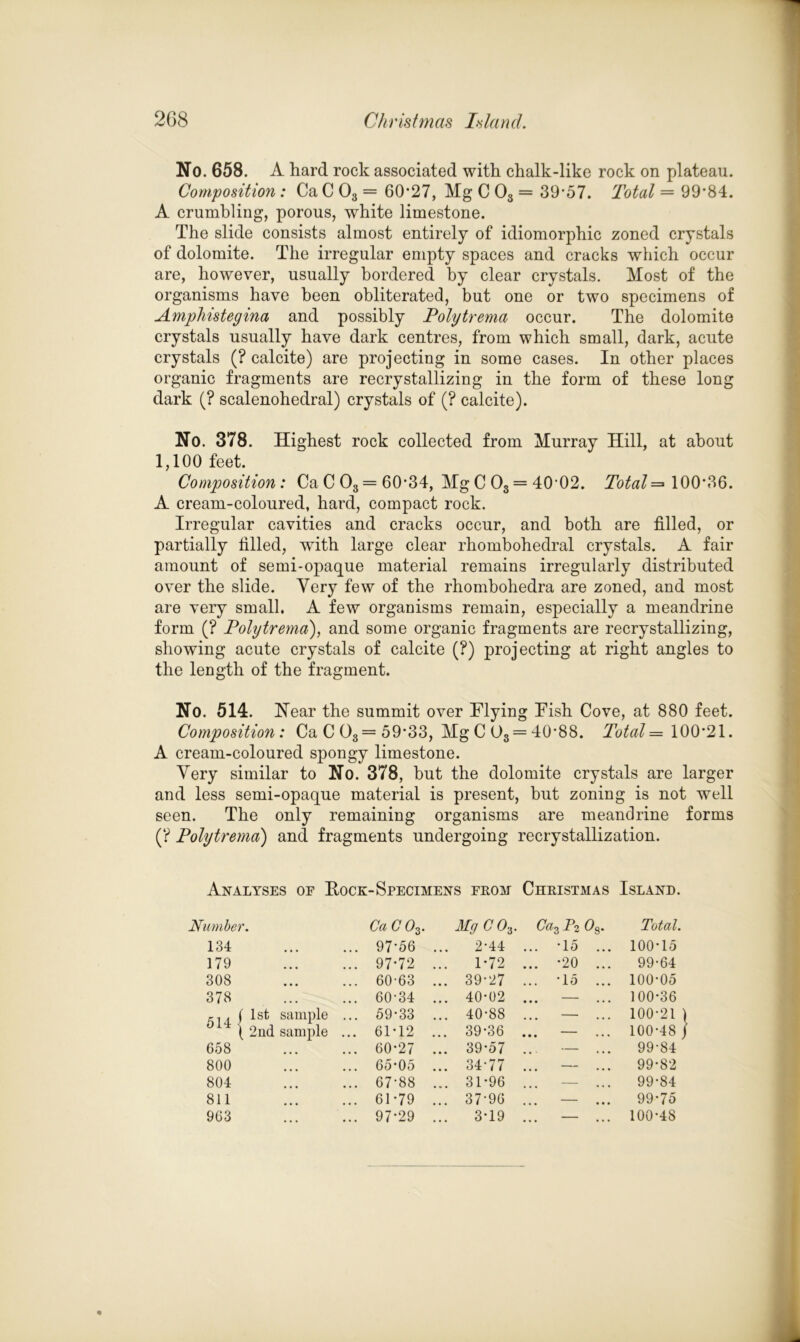 268 Christmas Island.
No. 658. A hard rock associated with chalk-like rock on plateau.
Composition: Ca C O₃ = 60·27, Mg C O₃ = 39·57. Total = 99·84.
A crumbling, porous, white limestone.
The slide consists almost entirely of idiomorphic zoned crystals
of dolomite. The irregular empty spaces and cracks which occur
are, however, usually bordered by clear crystals. Most of the
organisms have been obliterated, but one or two specimens of
Amphistegina and possibly Polytrema occur. The dolomite
crystals usually have dark centres, from which small, dark, acute
crystals (? calcite) are projecting in some cases. In other places
organic fragments are recrystallizing in the form of these long
dark (? scalenohedral) crystals of (? calcite).
No. 378. Highest rock collected from Murray Hill, at about
1,100 feet.
Composition: Ca C O₃ = 60·34, Mg C O₃ = 40·02. Total = 100·36.
A cream-coloured, hard, compact rock.
Irregular cavities and cracks occur, and both are filled, or
partially filled, with large clear rhombohedral crystals. A fair
amount of semi-opaque material remains irregularly distributed
over the slide. Very few of the rhombohedra are zoned, and most
are very small. A few organisms remain, especially a meandrine
form (? Polytrema), and some organic fragments are recrystallizing,
showing acute crystals of calcite (?) projecting at right angles to
the length of the fragment.
No. 514. Near the summit over Flying Fish Cove, at 880 feet.
Composition: Ca C O₃ = 59·33, Mg C O₃ = 40·88. Total = 100·21.
A cream-coloured spongy limestone.
Very similar to No. 378, but the dolomite crystals are larger
and less semi-opaque material is present, but zoning is not well
seen. The only remaining organisms are meandrine forms
(? Polytrema) and fragments undergoing recrystallization.
Analyses of Rock-Specimens from Christmas Island.
Number. Ca C O₃. Mg C O₃. Ca₃ P₂ O₈. Total.
134 ... ... 97·56 ... 2·44 ... ·15 ... 100·15
179 ... ... 97·72 ... 1·72 ... ·20 ... 99·64
308 ... ... 60·63 ... 39·27 ... ·15 ... 100·05
378 ... ... 60·34 ... 40·02 ... — ... 100·36
514 { 1st sample ... 59·33 ... 40·88 ... — ... 100·21 }
{ 2nd sample ... 61·12 ... 39·36 ... — ... 100·48 }
658 ... ... 60·27 ... 39·57 ... — ... 99·84
800 ... ... 65·05 ... 34·77 ... — ... 99·82
804 ... ... 67·88 ... 31·96 ... — ... 99·84
811 ... ... 61·79 ... 37·96 ... — ... 99·75
963 ... ... 97·29 ... 3·19 ... — ... 100·48